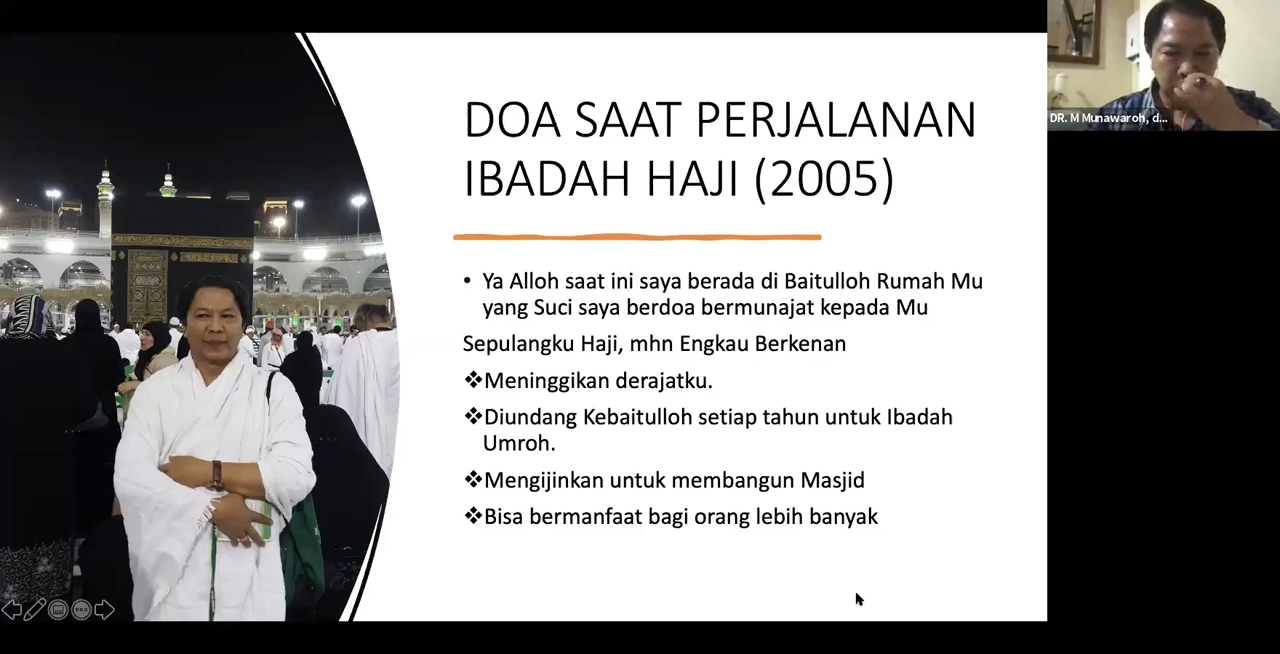 DOA SAAT PERJALANAN
IBADAH HAJI (2005)
• Ya Alloh saat ini saya berada di Baitulloh Rumah Mu
yang Suci saya berdoa bermunajat kepada Mu
Sepulangku Haji, mhn Engkau Berkenan
❖Meninggikan derajatku.
❖Diundang Kebaitulloh setiap tahun untuk Ibadah
Umroh.
❖Mengijinkan untuk membangun Masjid
❖Bisa bermanfaat bagi orang lebih banyak
DR. M Munawaroh, d...